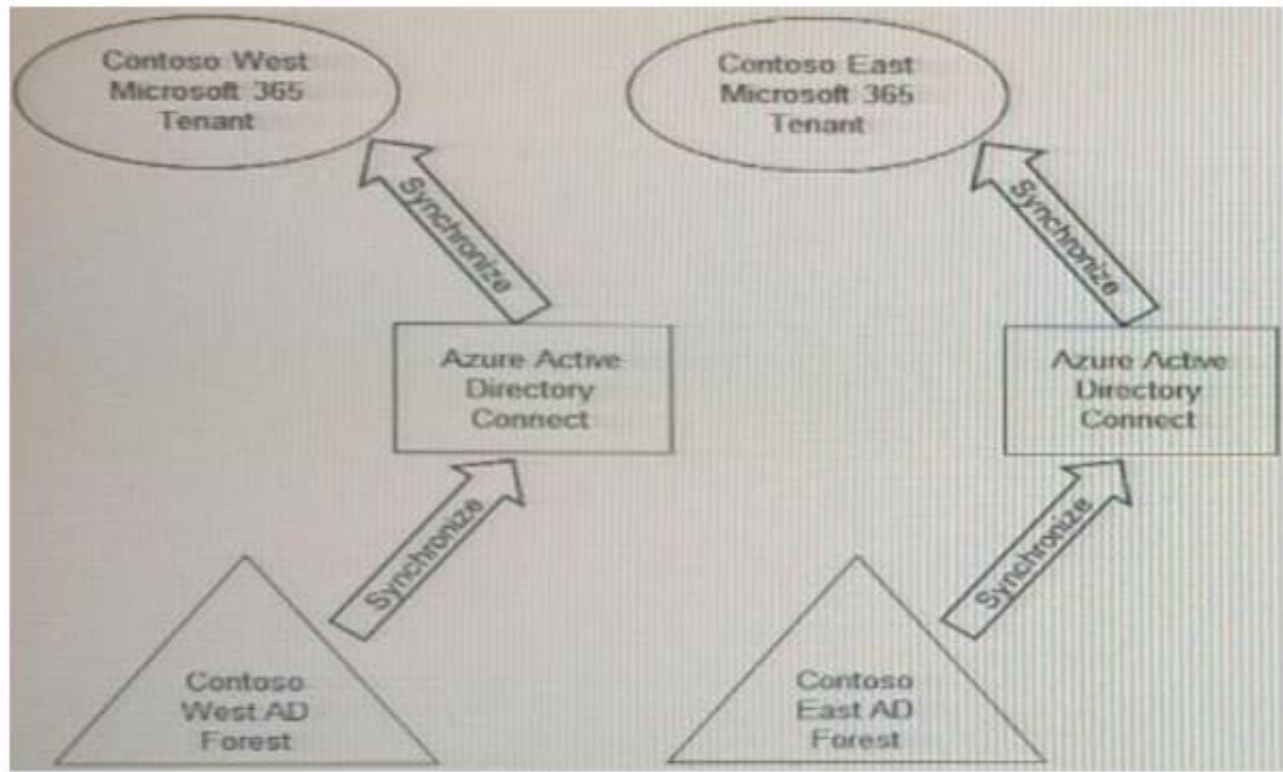 Contoso West
Microsoft 365
Tenant
Contoso East
Microsoft 365
Tenant
Synchronize
Synchronize
Azure Active
Directory
Connect
Azure Active
Directory
Connect
Synchronize
Synchronize
Contoso
West AD
Forest
Contoso
East AD
Forest